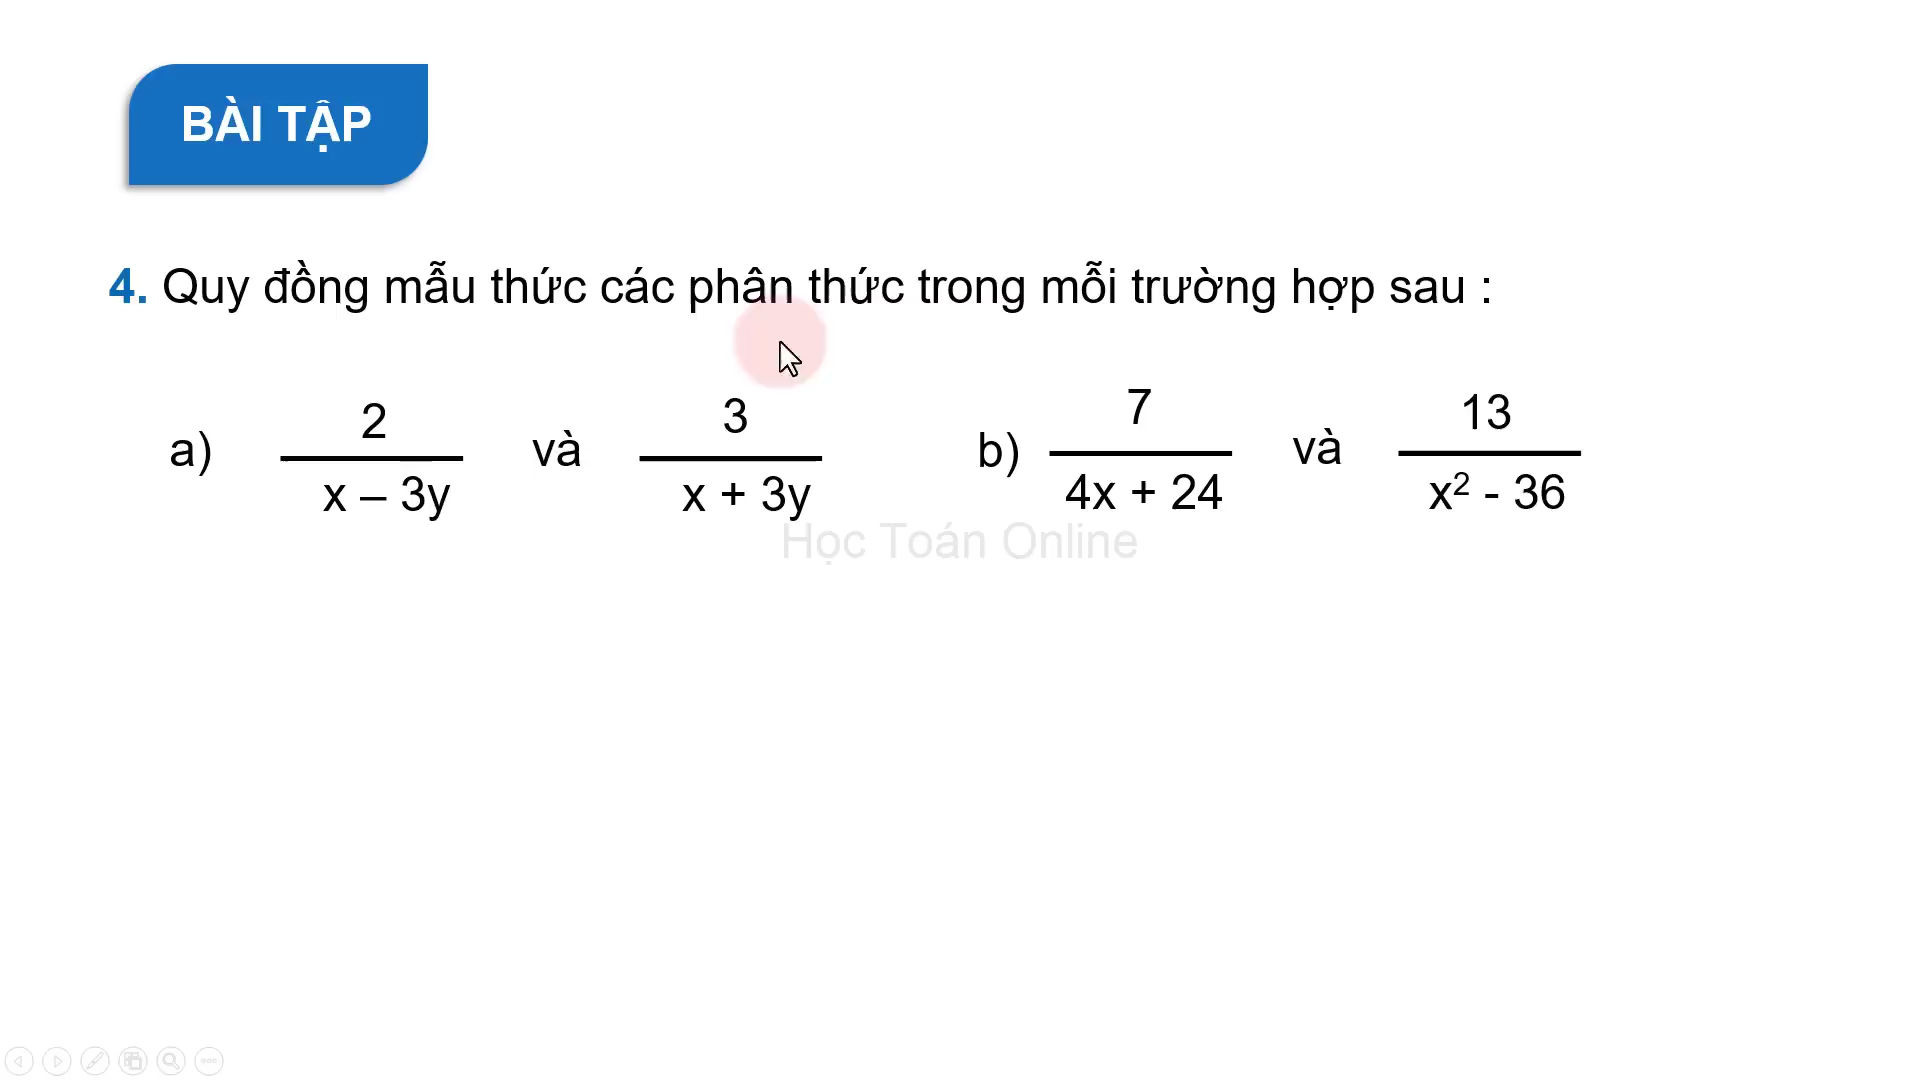 BÀI TẬP
4. Quy đồng mẫu thức các phân thức trong mỗi trường hợp sau :
a) 2 / (x – 3y) và 3 / (x + 3y) b) 7 / (4x + 24) và 13 / (x² - 36)
Học Toán Online